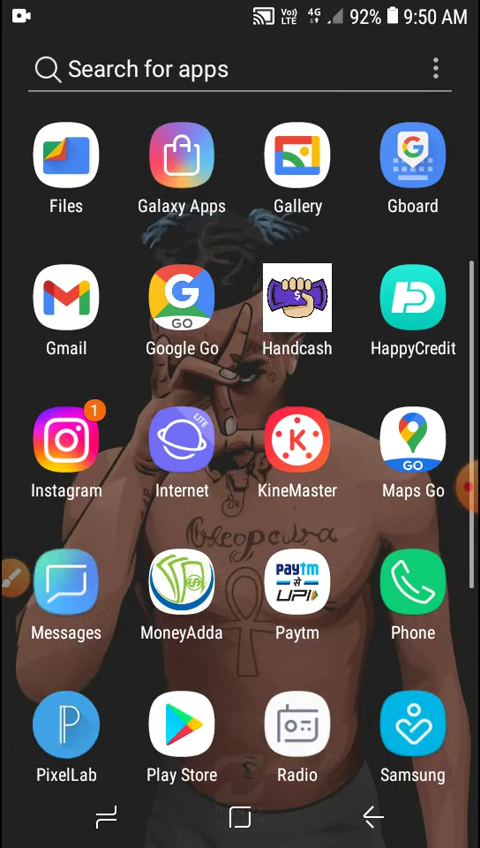 Vo))
LTE
4G
92%
9:50 AM
Search for apps
Files
Galaxy Apps
Gallery
Gboard
G
GO
$
Gmail
Google Go
Handcash
HappyCredit
1
LITE
K
GO
Instagram
Internet
KineMaster
Maps Go
Cleopatra
paytm
से
UPI
Messages
MoneyAdda
Paytm
Phone
P
PixelLab
Play Store
Radio
Samsung